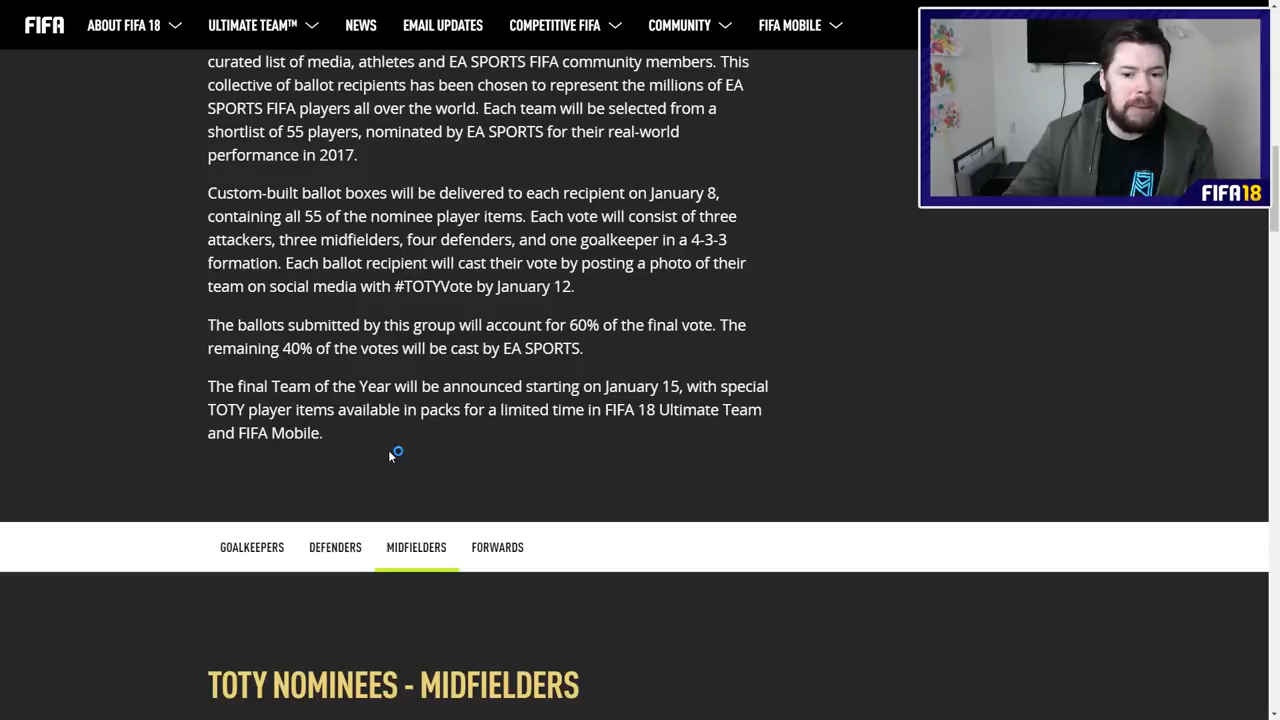 FIFA ABOUT FIFA 18 ULTIMATE TEAM™ NEWS EMAIL UPDATES COMPETITIVE FIFA COMMUNITY FIFA MOBILE
curated list of media, athletes and EA SPORTS FIFA community members. This
collective of ballot recipients has been chosen to represent the millions of EA
SPORTS FIFA players all over the world. Each team will be selected from a
shortlist of 55 players, nominated by EA SPORTS for their real-world
performance in 2017.
Custom-built ballot boxes will be delivered to each recipient on January 8,
containing all 55 of the nominee player items. Each vote will consist of three
attackers, three midfielders, four defenders, and one goalkeeper in a 4-3-3
formation. Each ballot recipient will cast their vote by posting a photo of their
team on social media with #TOTYVote by January 12.
The ballots submitted by this group will account for 60% of the final vote. The
remaining 40% of the votes will be cast by EA SPORTS.
The final Team of the Year will be announced starting on January 15, with special
TOTY player items available in packs for a limited time in FIFA 18 Ultimate Team
and FIFA Mobile.
GOALKEEPERS DEFENDERS MIDFIELDERS FORWARDS
TOTY NOMINEES - MIDFIELDERS
FIFA18